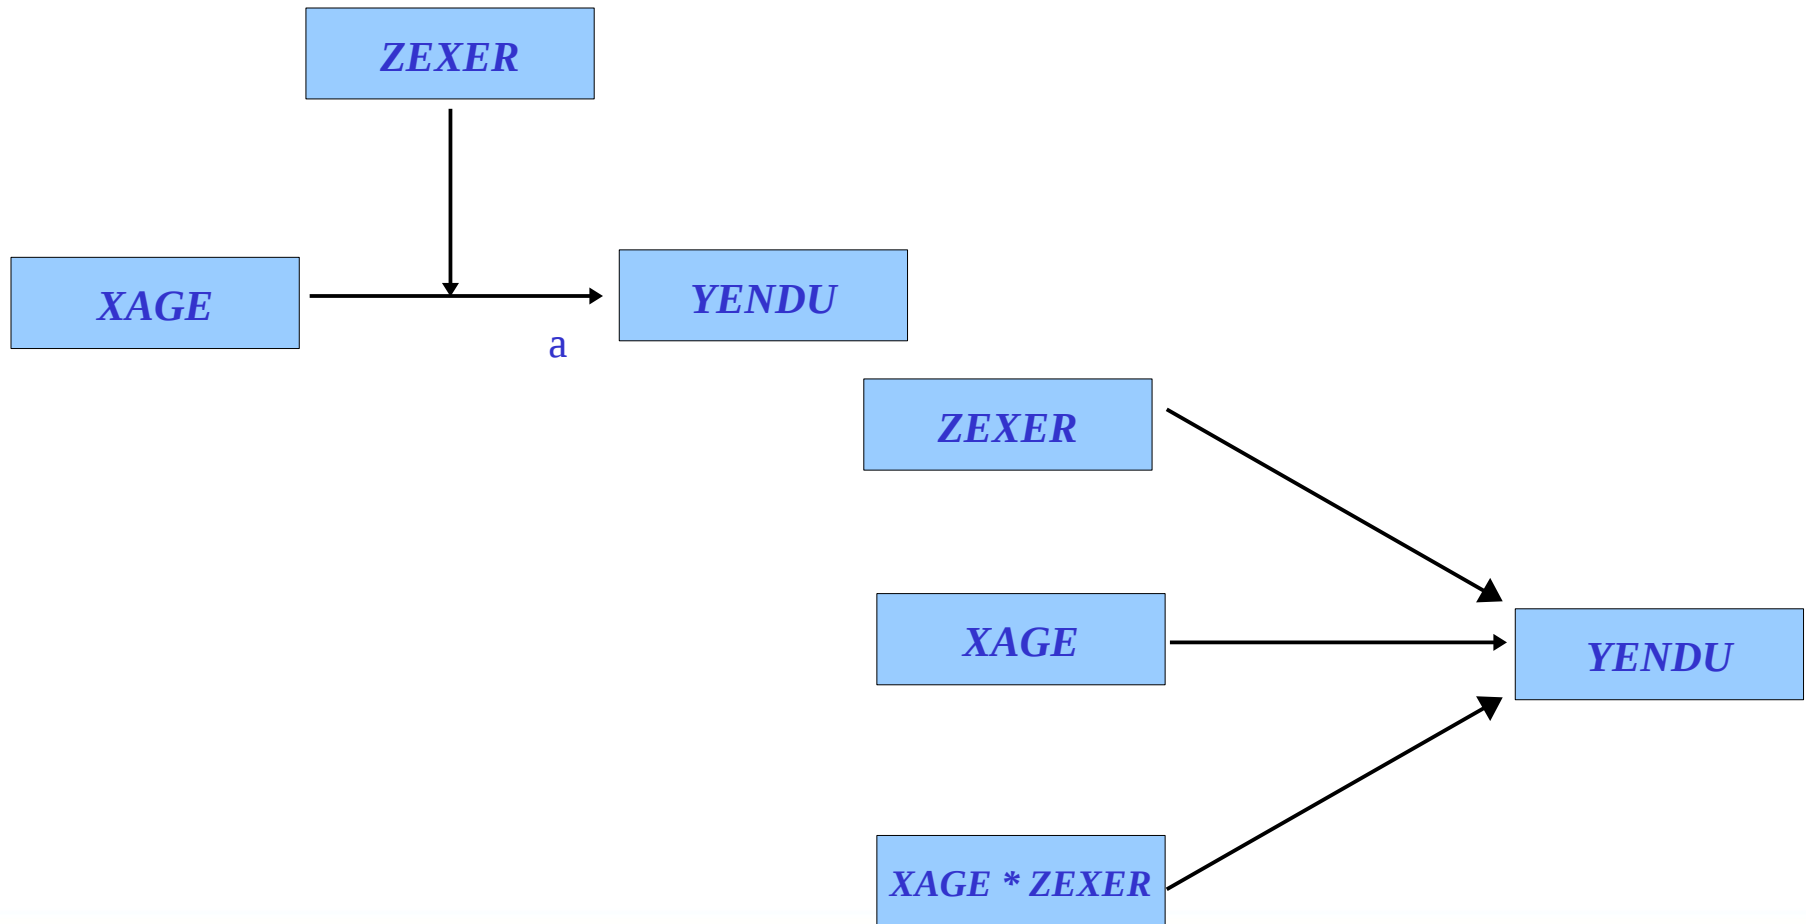 ZEXER
XAGE
YENDU
a
ZEXER
XAGE
YENDU
XAGE * ZEXER